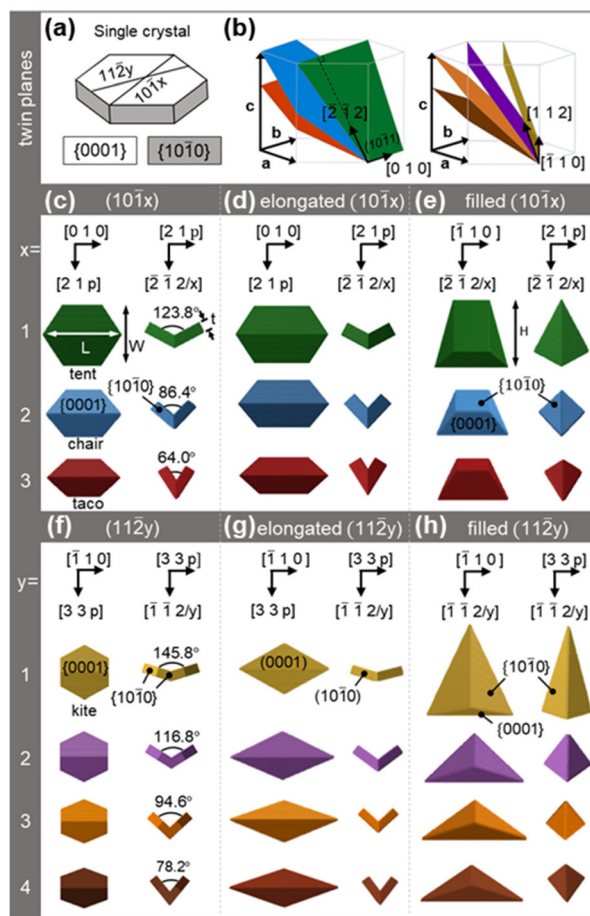 twin planes
(a)
Single crystal
112̄y
101̄x
{0001}
{101̄0}
(b)
c
b
a
[2̄ 1̄ 2]
(101̄1)
[0 1 0]
c
b
a
[1 1 2]
[1̄ 1 0]
(c) (101̄x)
(d) elongated (101̄x)
(e) filled (101̄x)
x=
[0 1 0]
[2 1 p]
[2 1 p]
[2̄ 1̄ 2/x]
[0 1 0]
[2 1 p]
[2 1 p]
[2̄ 1̄ 2/x]
[1̄ 1 0]
[2̄ 1̄ 2/x]
[2 1 p]
[2̄ 1̄ 2/x]
1
L
W
tent
123.8°
t
H
2
{0001}
chair
{101̄0}
86.4°
{101̄0}
{0001}
3
taco
64.0°
(f) (112̄y)
(g) elongated (112̄y)
(h) filled (112̄y)
y=
[1̄ 1 0]
[3 3 p]
[3 3 p]
[1̄ 1̄ 2/y]
[1̄ 1 0]
[3 3 p]
[3 3 p]
[1̄ 1̄ 2/y]
[1̄ 1 0]
[1̄ 1̄ 2/y]
[3 3 p]
[1̄ 1̄ 2/y]
1
{0001}
kite
145.8°
{101̄0}
(0001)
(101̄0)
{101̄0}
{0001}
2
116.8°
3
94.6°
4
78.2°